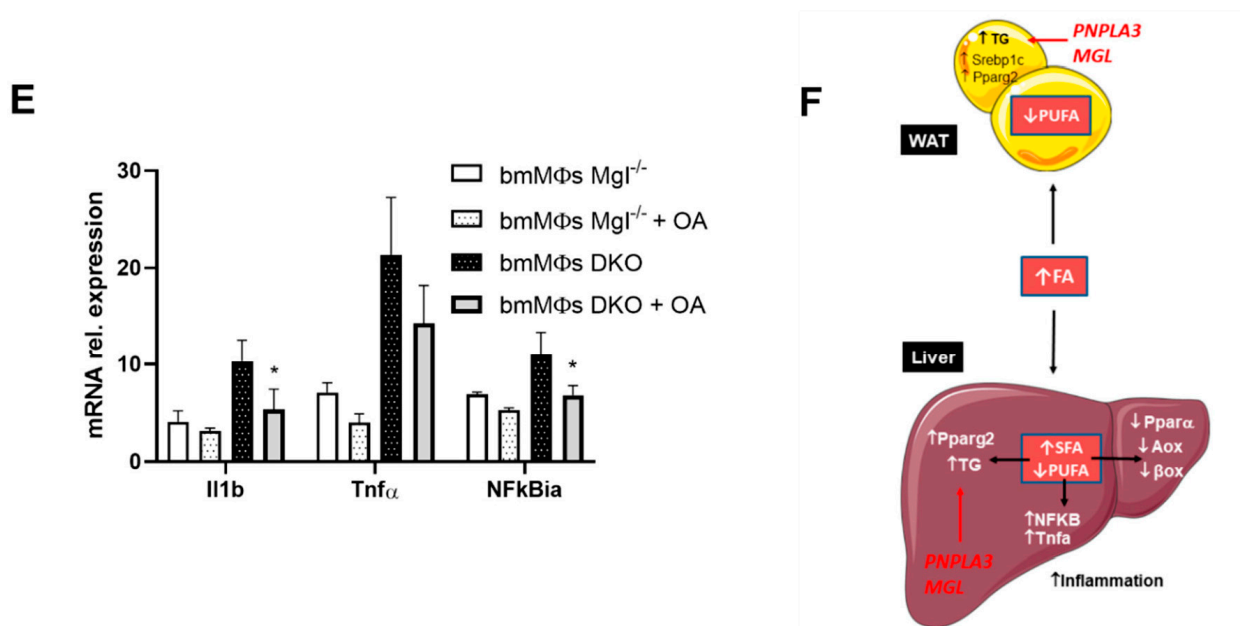 E
mRNA rel. expression
30
20
10
0
bmMΦs Mgl-/-
bmMΦs Mgl-/- + OA
bmMΦs DKO
bmMΦs DKO + OA
*
*
Il1b
Tnfα
NFkBia
F
↑TG
↑Srebp1c
↑Pparg2
PNPLA3
MGL
↓PUFA
WAT
↑FA
Liver
↑Pparg2
↑TG
↑SFA
↓PUFA
↓Pparα
↓Aox
↓βox
↑NFKB
↑Tnfa
PNPLA3
MGL
↑Inflammation